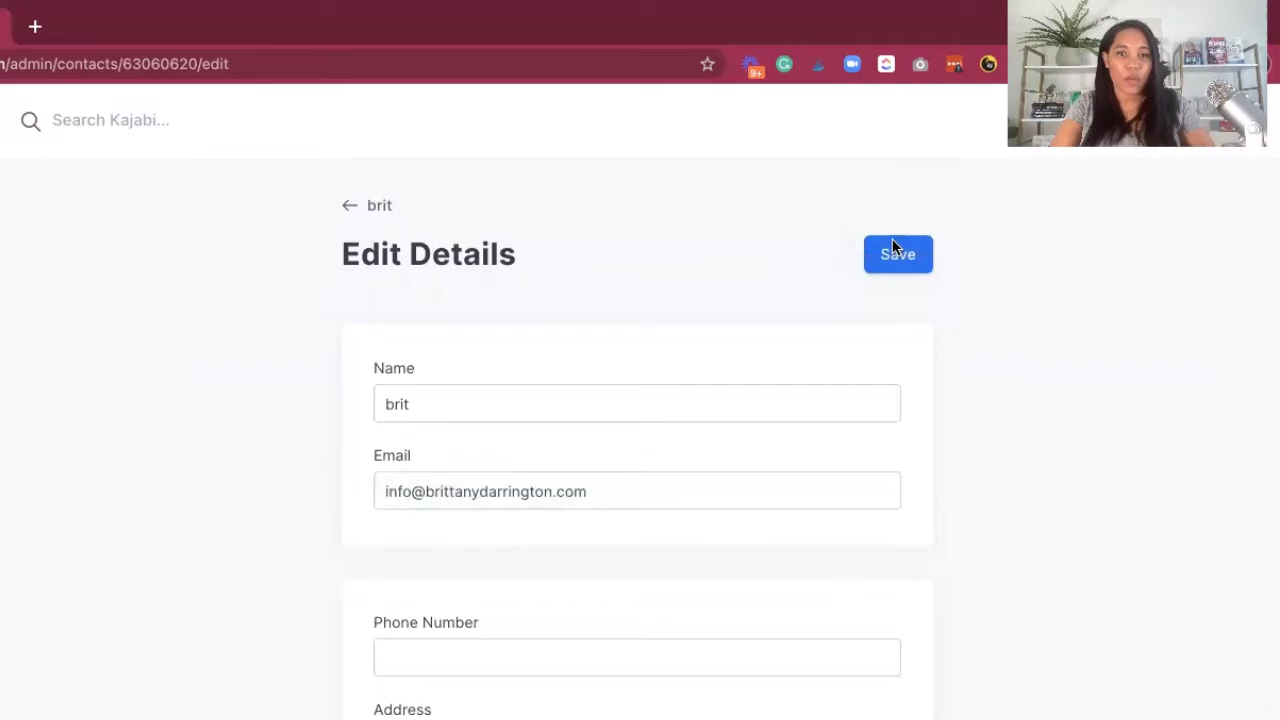 +
n/admin/contacts/63060620/edit
9+
Search Kajabi...
← brit
Edit Details
Save
Name
brit
Email
info@brittanydarrington.com
Phone Number
Address